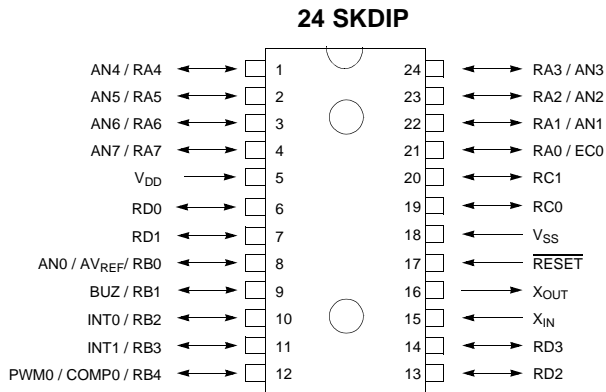 24 SKDIP
AN4 / RA4 1 24 RA3 / AN3
AN5 / RA5 2 23 RA2 / AN2
AN6 / RA6 3 22 RA1 / AN1
AN7 / RA7 4 21 RA0 / EC0
VDD 5 20 RC1
RD0 6 19 RC0
RD1 7 18 VSS
AN0 / AVREF/ RB0 8 17 RESET
BUZ / RB1 9 16 XOUT
INT0 / RB2 10 15 XIN
INT1 / RB3 11 14 RD3
PWM0 / COMP0 / RB4 12 13 RD2